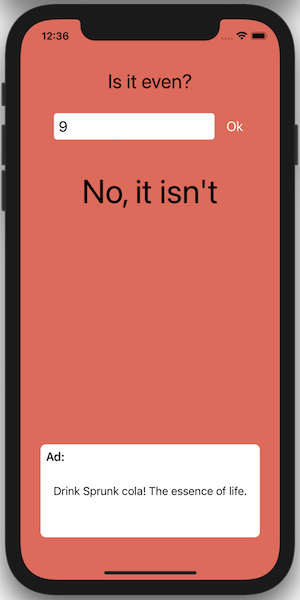 12:36
Is it even?
9
Ok
No, it isn't
Ad:
Drink Sprunk cola! The essence of life.